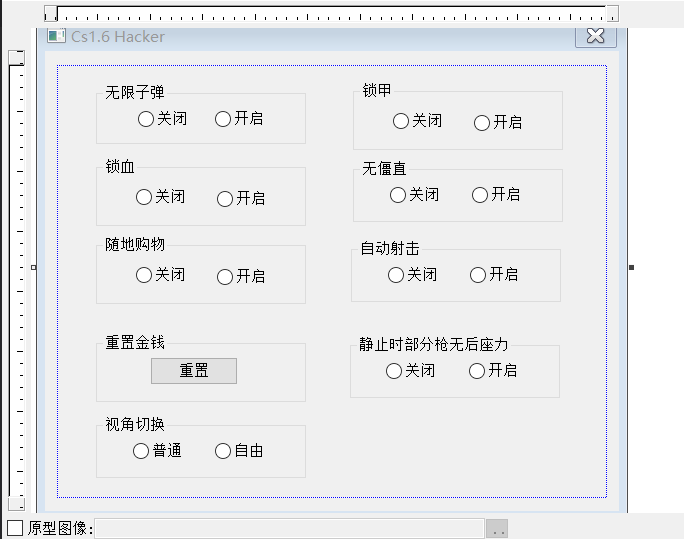 Cs1.6 Hacker
无限子弹
关闭 开启
锁甲
关闭 开启
锁血
关闭 开启
无僵直
关闭 开启
随地购物
关闭 开启
自动射击
关闭 开启
重置金钱
重置
静止时部分枪无后座力
关闭 开启
视角切换
普通 自由
原型图像:
..